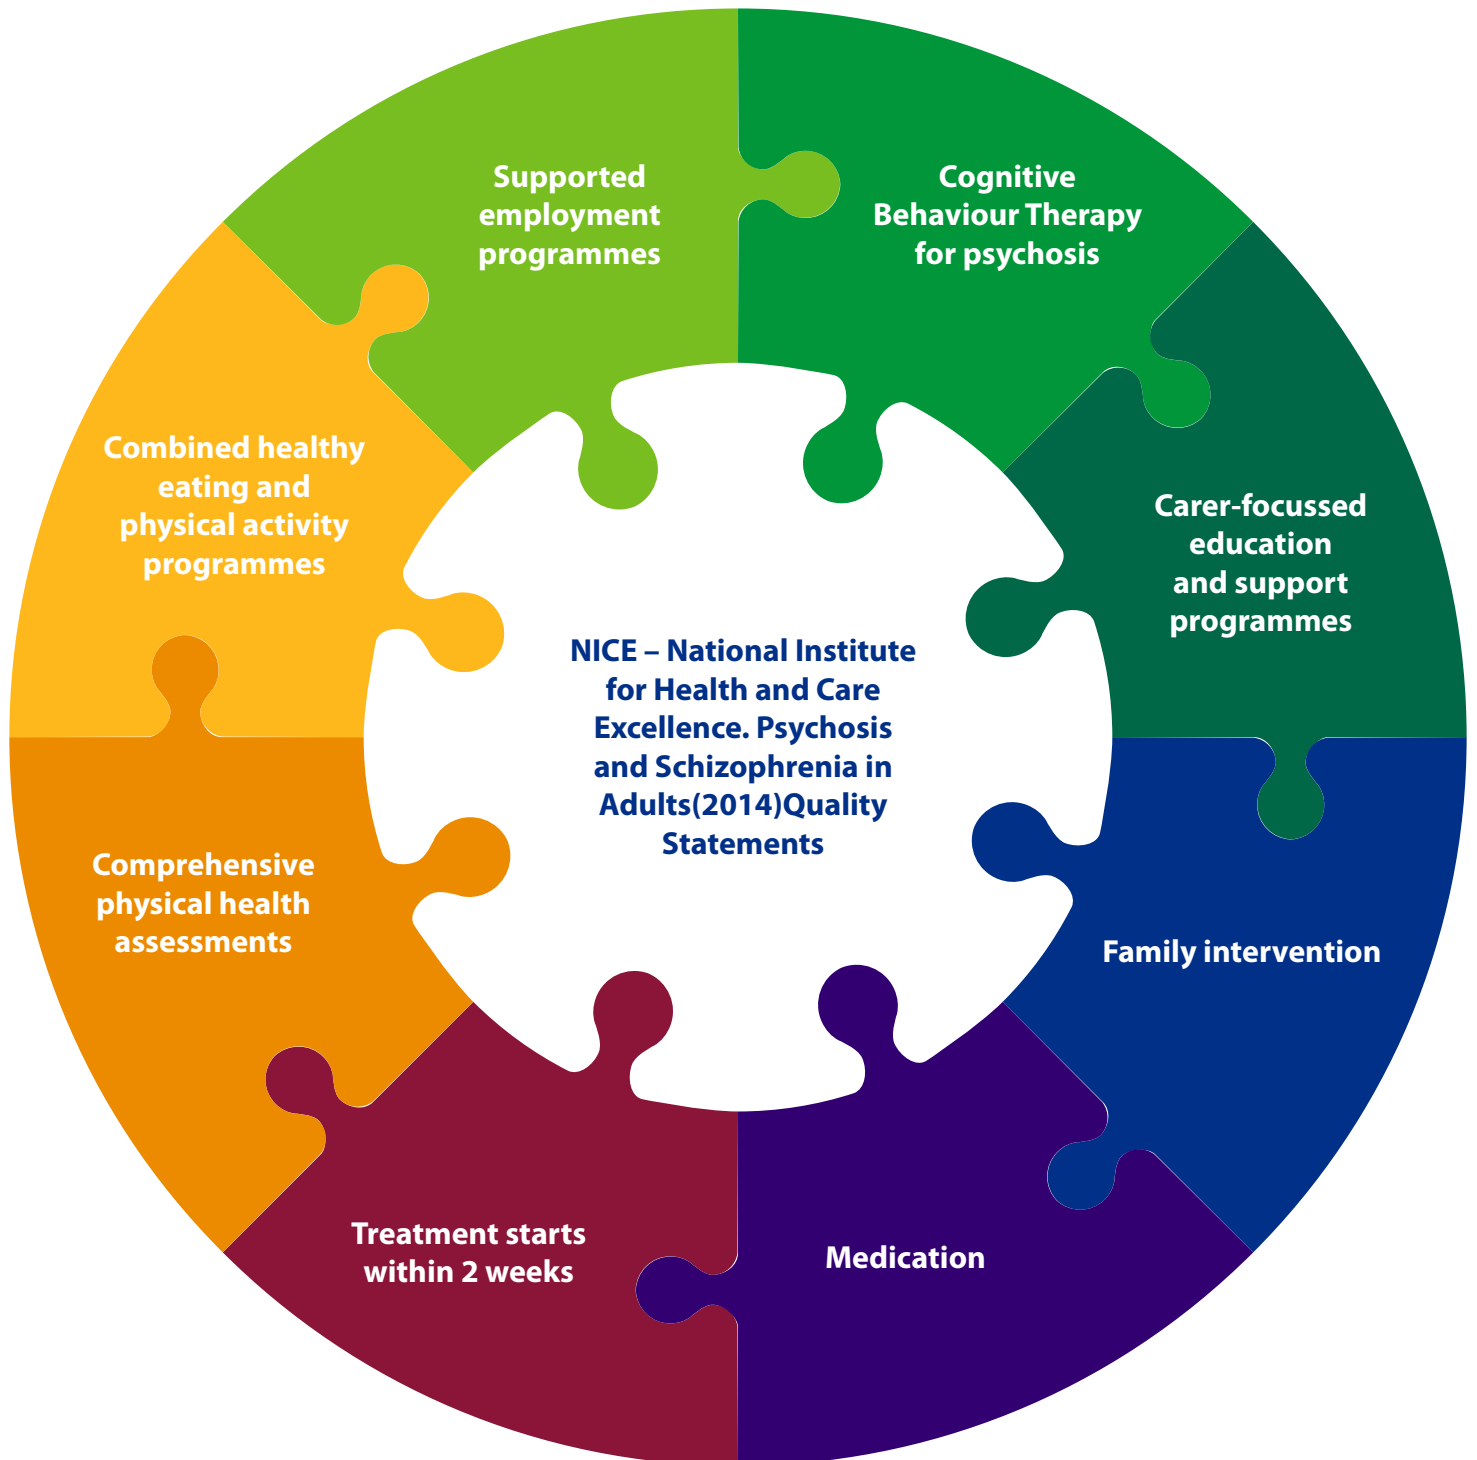 Supported
employment
programmes
Cognitive
Behaviour Therapy
for psychosis
Combined healthy
eating and
physical activity
programmes
Carer-focussed
education
and support
programmes
NICE – National Institute
for Health and Care
Excellence. Psychosis
and Schizophrenia in
Adults(2014)Quality
Statements
Comprehensive
physical health
assessments
Family intervention
Treatment starts
within 2 weeks
Medication